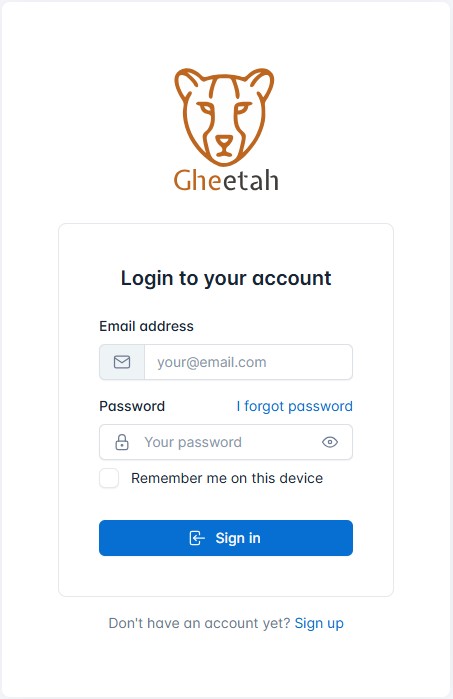 Gheetah
Login to your account
Email address
your@email.com
Password I forgot password
Your password
Remember me on this device
Sign in
Don't have an account yet? Sign up